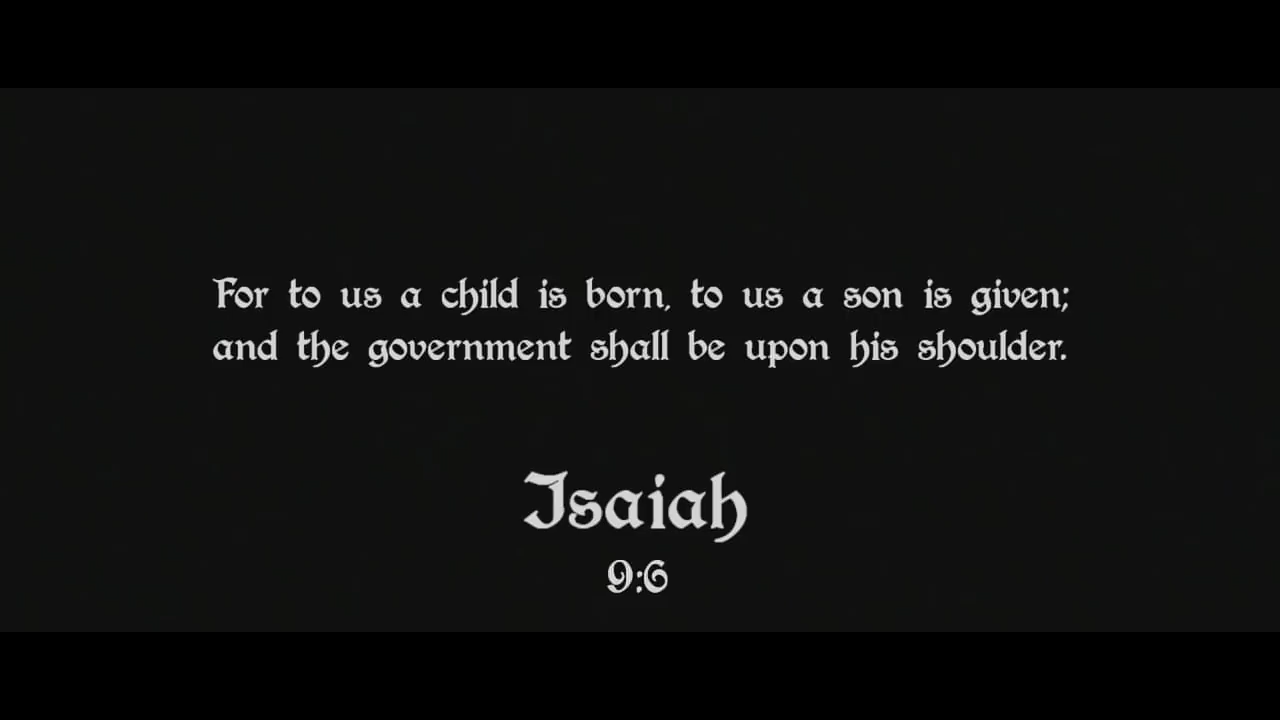 For to us a child is born, to us a son is given;
and the government shall be upon his shoulder.
Isaiah
9:6